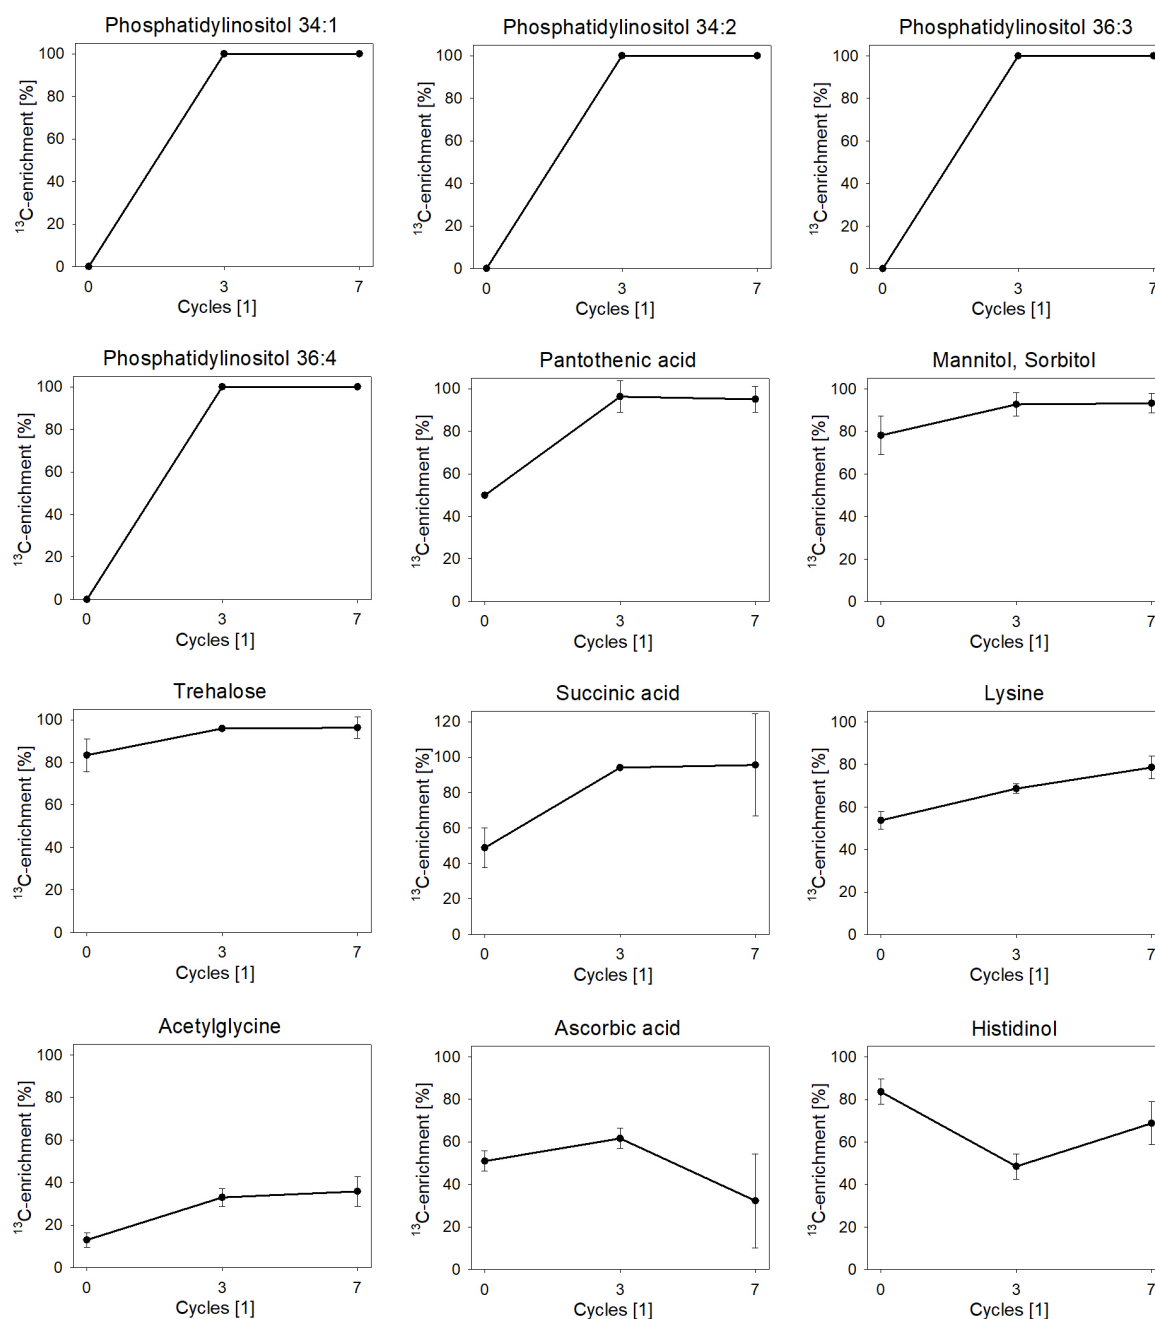 Phosphatidylinositol 34:1
¹³C-enrichment [%]
100
80
60
40
20
0
0 3 7
Cycles [1]
Phosphatidylinositol 34:2
¹³C-enrichment [%]
100
80
60
40
20
0
0 3 7
Cycles [1]
Phosphatidylinositol 36:3
¹³C-enrichment [%]
100
80
60
40
20
0
0 3 7
Cycles [1]
Phosphatidylinositol 36:4
¹³C-enrichment [%]
100
80
60
40
20
0
0 3 7
Cycles [1]
Pantothenic acid
¹³C-enrichment [%]
100
80
60
40
20
0
0 3 7
Cycles [1]
Mannitol, Sorbitol
¹³C-enrichment [%]
100
80
60
40
20
0
0 3 7
Cycles [1]
Trehalose
¹³C-enrichment [%]
100
80
60
40
20
0
0 3 7
Cycles [1]
Succinic acid
¹³C-enrichment [%]
120
100
80
60
40
20
0
0 3 7
Cycles [1]
Lysine
¹³C-enrichment [%]
100
80
60
40
20
0
0 3 7
Cycles [1]
Acetylglycine
¹³C-enrichment [%]
100
80
60
40
20
0
0 3 7
Cycles [1]
Ascorbic acid
¹³C-enrichment [%]
100
80
60
40
20
0
0 3 7
Cycles [1]
Histidinol
¹³C-enrichment [%]
100
80
60
40
20
0
0 3 7
Cycles [1]